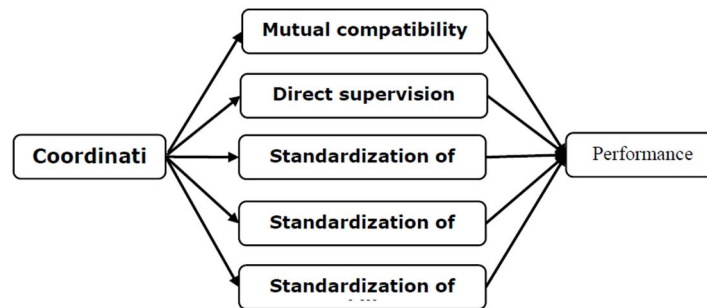 Mutual compatibility
Direct supervision
Coordinati
Standardization of
Performance
Standardization of
Standardization of